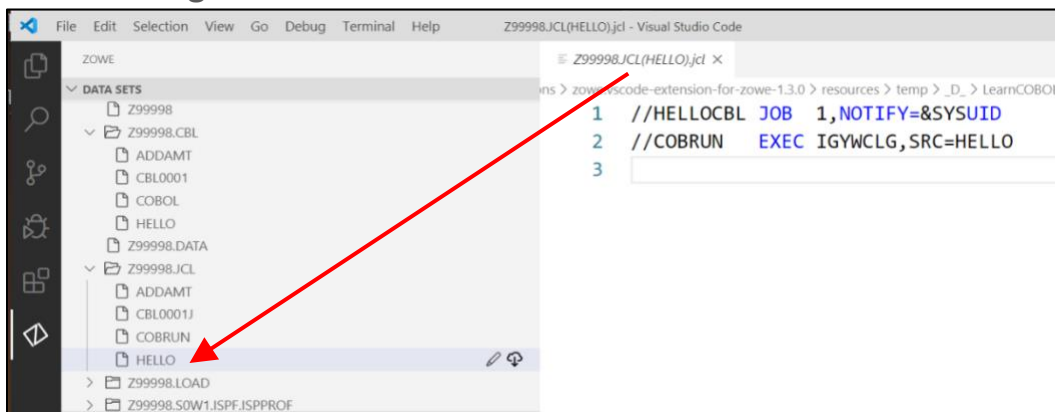 File Edit Selection View Go Debug Terminal Help Z99998.JCL(HELLO).jcl - Visual Studio Code
ZOWE
DATA SETS
Z99998
Z99998.CBL
ADDAMT
CBL0001
COBOL
HELLO
Z99998.DATA
Z99998.JCL
ADDAMT
CBL0001J
COBRUN
HELLO
Z99998.LOAD
Z99998.S0W1.ISPF.ISPPROF
Z99998.JCL(HELLO).jcl ×
ns > zowe.vscode-extension-for-zowe-1.3.0 > resources > temp > _D_ > LearnCOBOL
1 //HELLOCBL JOB 1,NOTIFY=&SYSUID
2 //COBRUN EXEC IGYWCLG,SRC=HELLO
3